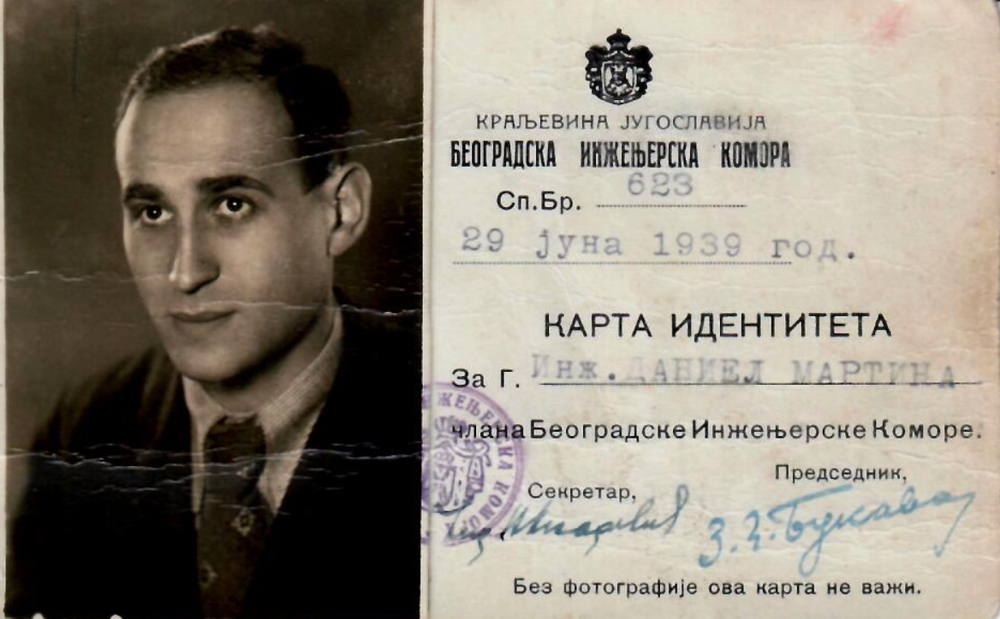 КРАЉЕВИНА ЈУГОСЛАВИЈА
БЕОГРАДСКА ИНЖЕЊЕРСКА КОМОРА
Сп.Бр. 623
29 јуна 1939 год.
КАРТА ИДЕНТИТЕТА
За Г. Инж. ДАНИЕЛ МАРТИНА
члана Београдске Инжењерске Коморе.
Председник,
Секретар,
Без фотографије ова карта не важи.